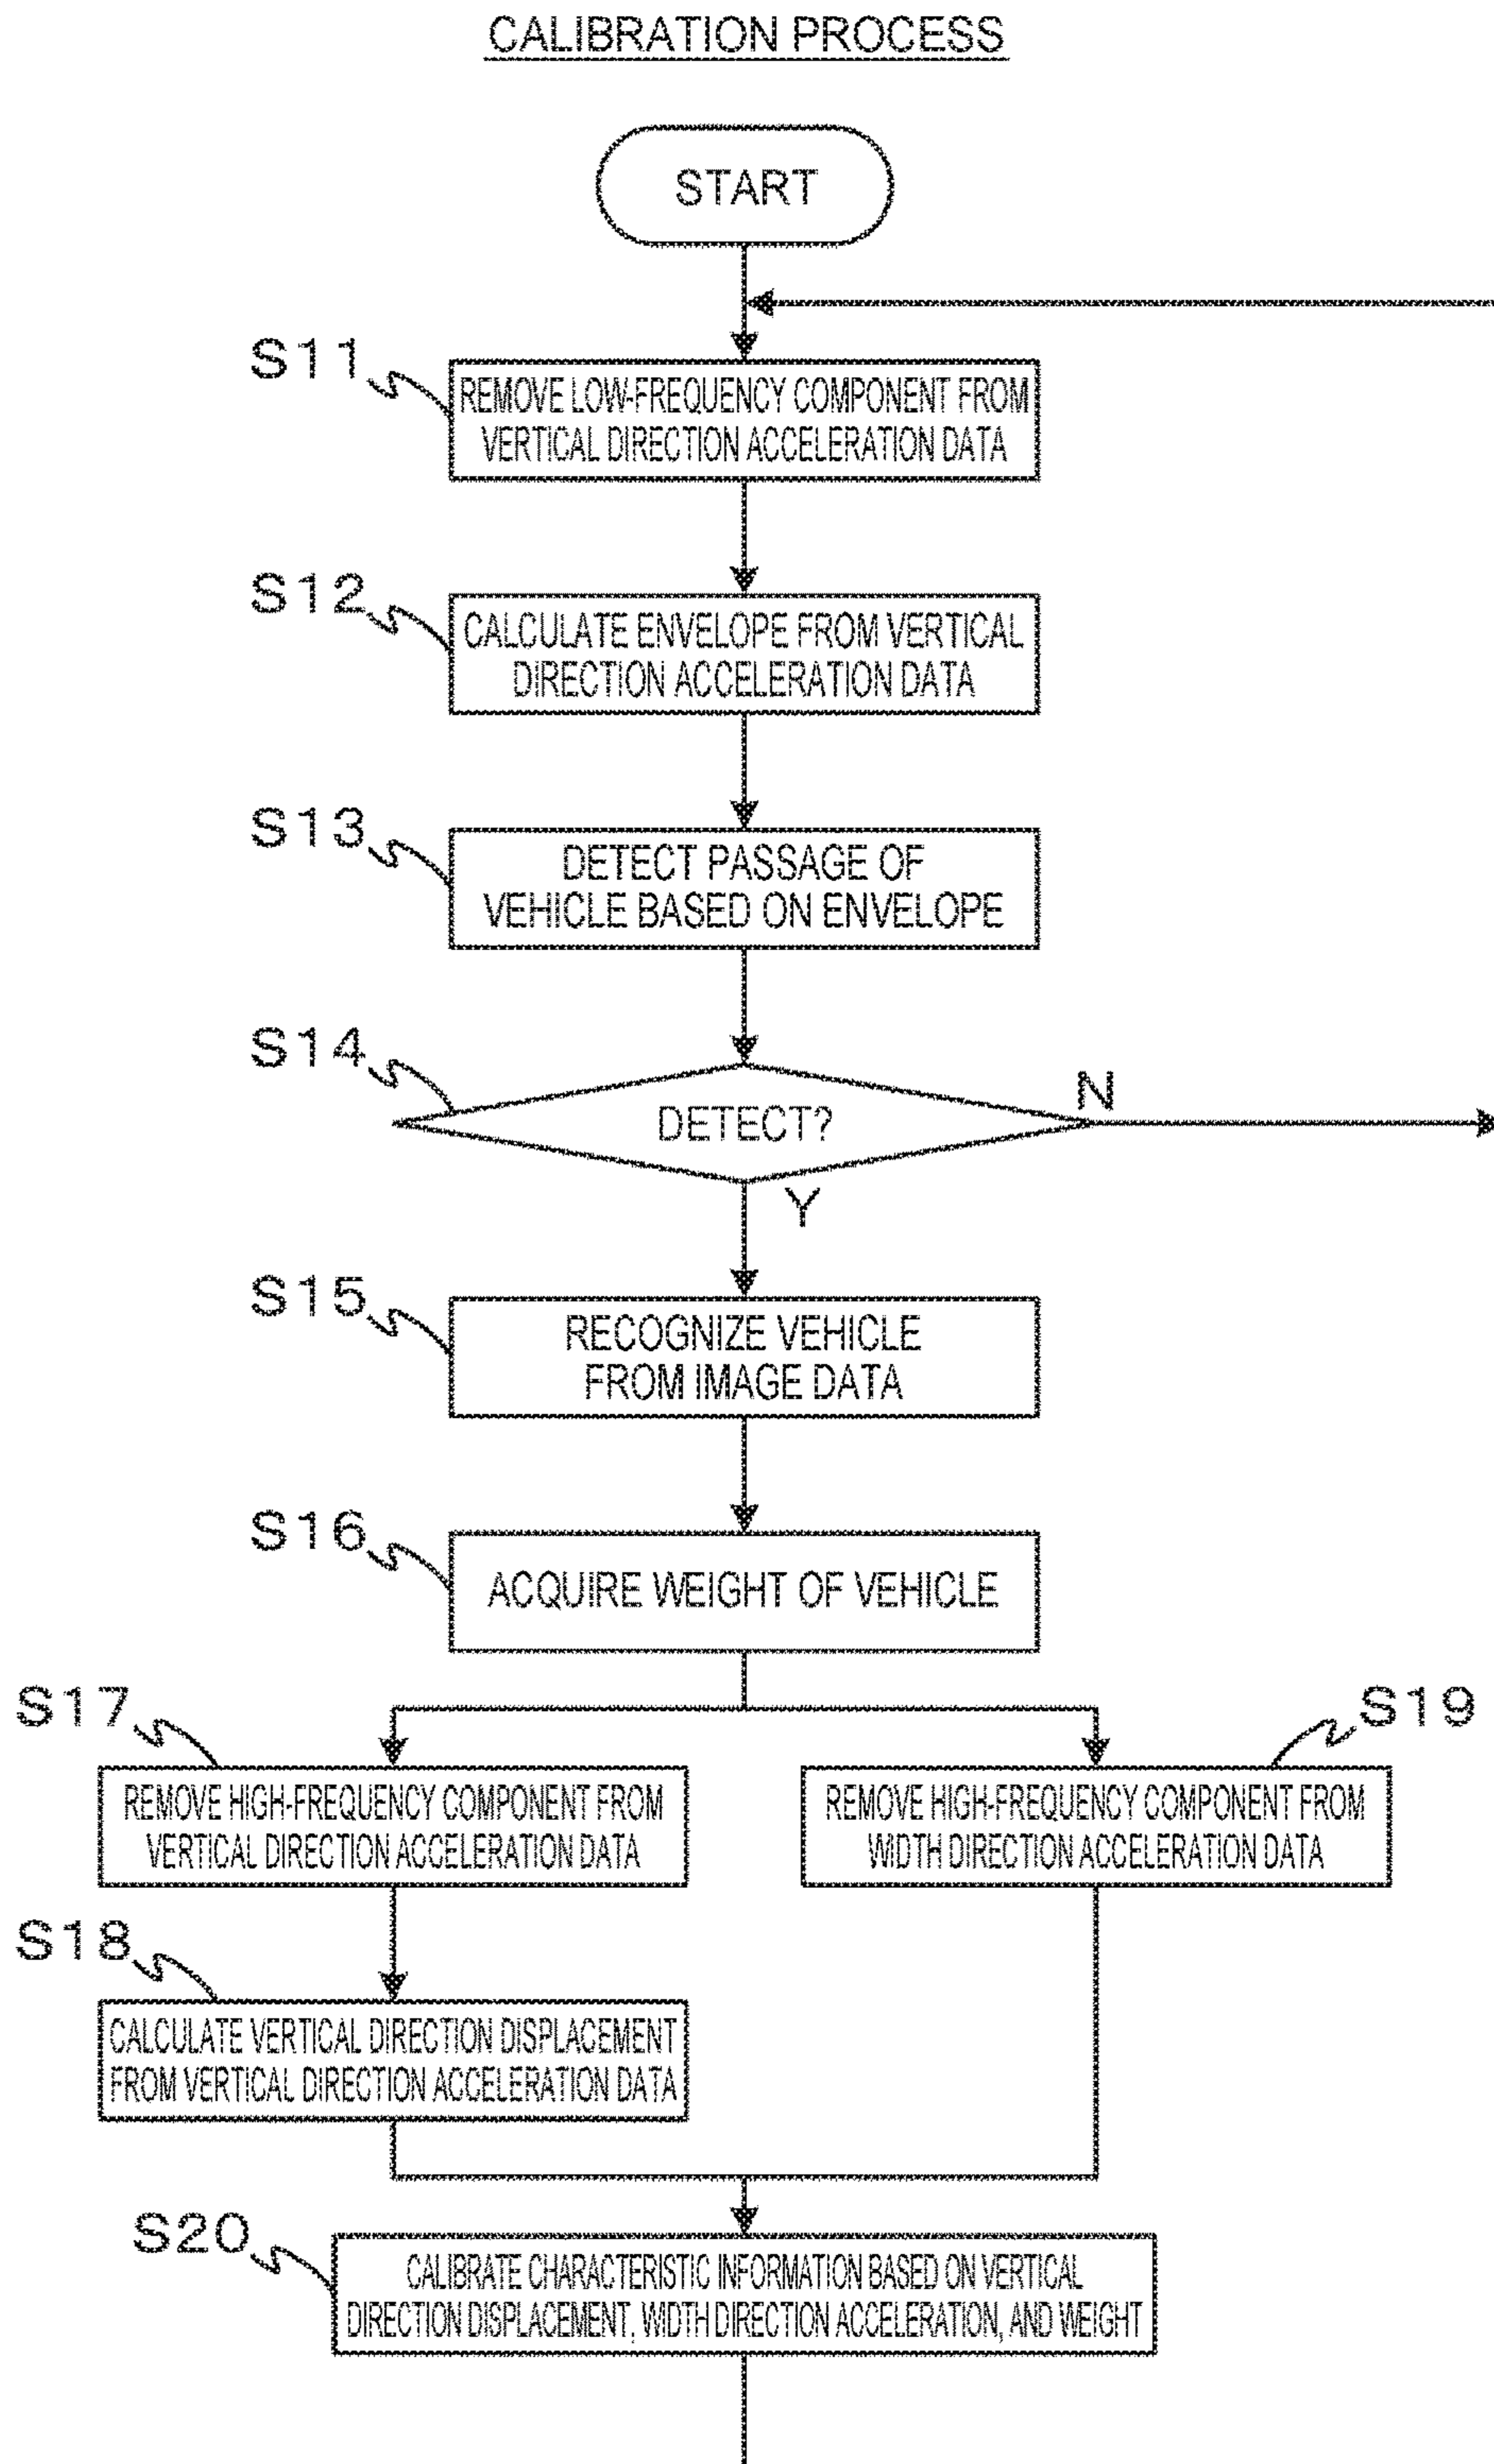 CALIBRATION PROCESS
START
S11
REMOVE LOW-FREQUENCY COMPONENT FROM
VERTICAL DIRECTION ACCELERATION DATA
S12
CALCULATE ENVELOPE FROM VERTICAL
DIRECTION ACCELERATION DATA
S13
DETECT PASSAGE OF
VEHICLE BASED ON ENVELOPE
S14
DETECT?
N
Y
S15
RECOGNIZE VEHICLE
FROM IMAGE DATA
S16
ACQUIRE WEIGHT OF VEHICLE
S17
REMOVE HIGH-FREQUENCY COMPONENT FROM
VERTICAL DIRECTION ACCELERATION DATA
S19
REMOVE HIGH-FREQUENCY COMPONENT FROM
WIDTH DIRECTION ACCELERATION DATA
S18
CALCULATE VERTICAL DIRECTION DISPLACEMENT
FROM VERTICAL DIRECTION ACCELERATION DATA
S20
CALIBRATE CHARACTERISTIC INFORMATION BASED ON VERTICAL
DIRECTION DISPLACEMENT, WIDTH DIRECTION ACCELERATION, AND WEIGHT